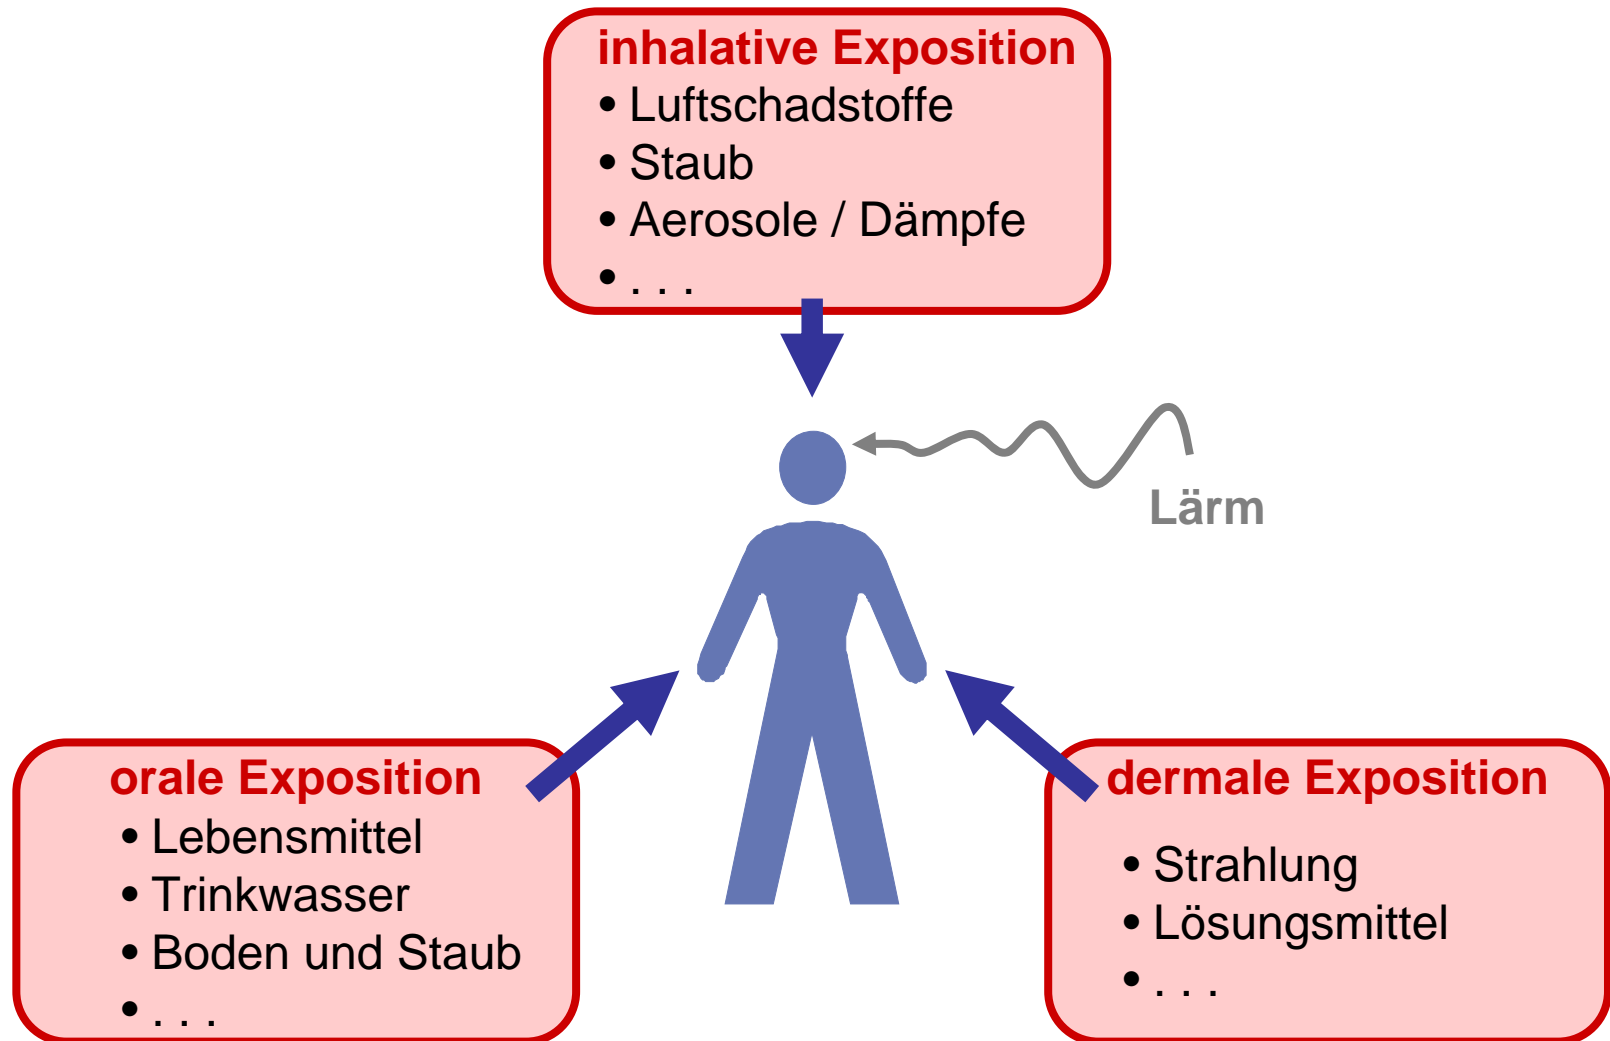 inhalative Exposition
• Luftschadstoffe
• Staub
• Aerosole / Dämpfe
• . . .
Lärm
orale Exposition
• Lebensmittel
• Trinkwasser
• Boden und Staub
• . . .
dermale Exposition
• Strahlung
• Lösungsmittel
• . . .